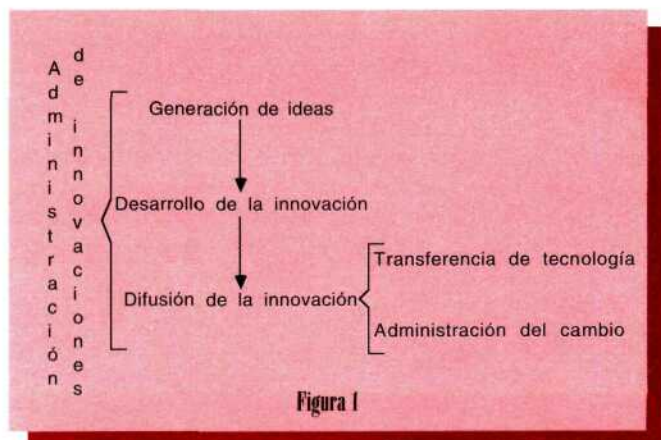 Administración
de innovaciones
Generación de ideas
Desarrollo de la innovación
Difusión de la innovación
Transferencia de tecnología
Administración del cambio
Figura 1